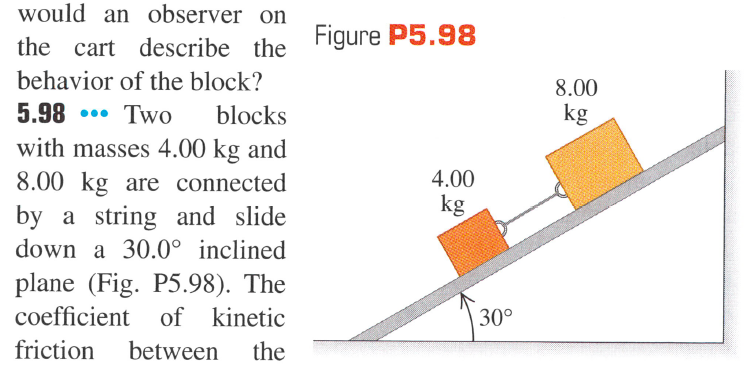 would an observer on
the cart describe the
behavior of the block?
5.98 ••• Two blocks
with masses 4.00 kg and
8.00 kg are connected
by a string and slide
down a 30.0° inclined
plane (Fig. P5.98). The
coefficient of kinetic
friction between the
Figure P5.98
8.00
kg
4.00
kg
30°